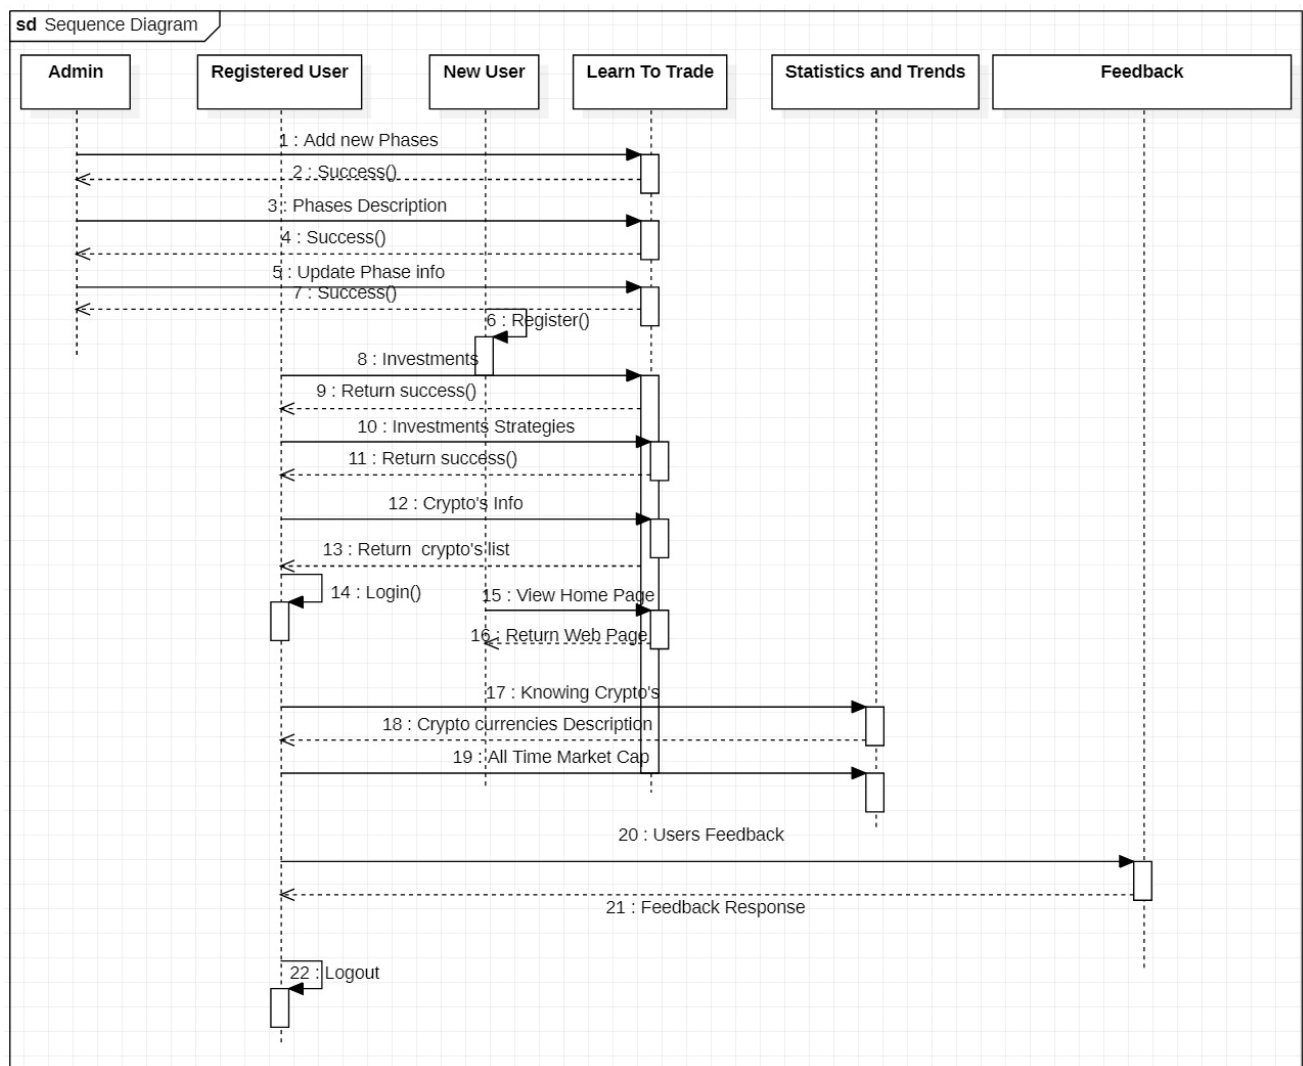 sd Sequence Diagram
Admin
Registered User
New User
Learn To Trade
Statistics and Trends
Feedback
1 : Add new Phases
2 : Success()
3 : Phases Description
4 : Success()
5 : Update Phase info
7 : Success()
6 : Register()
8 : Investments
9 : Return success()
10 : Investments Strategies
11 : Return success()
12 : Crypto's Info
13 : Return  crypto's list
14 : Login()
15 : View Home Page
16 : Return Web Page
17 : Knowing Crypto's
18 : Crypto currencies Description
19 : All Time Market Cap
20 : Users Feedback
21 : Feedback Response
22 : Logout